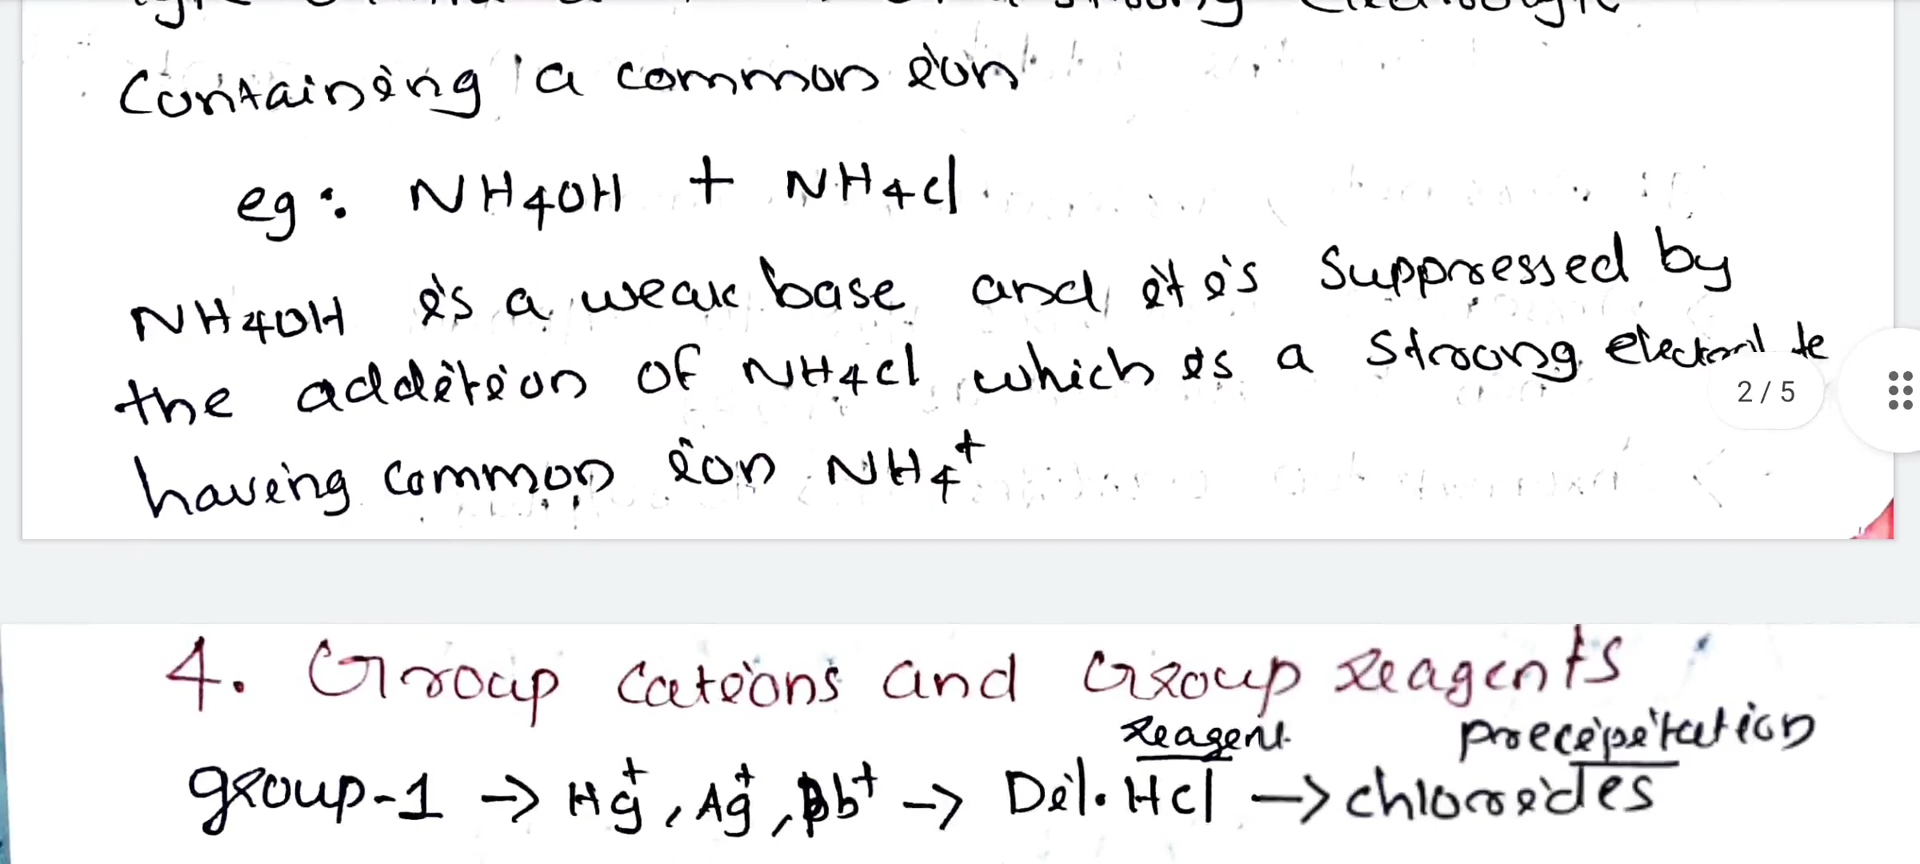 Containing a common ion
eg: NH4OH + NH4Cl
NH4OH is a weak base and it is suppressed by
the addition of NH4Cl which is a strong
having common ion NH4+
2 / 5
4. Group cations and Group reagents
reagent precipitation
group-1 → Hg+, Ag+, Pb+ → Dil. HCl → chlorides